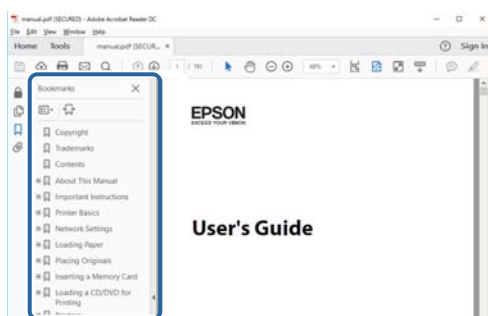 manual.pdf (SECURED) - Adobe Acrobat Reader DC
File Edit View Window Help
Home Tools manual.pdf (SECUR... × Sign In
1 / 191
Bookmarks
Copyright
Trademarks
Contents
About This Manual
Important Instructions
Printer Basics
Network Settings
Loading Paper
Placing Originals
Inserting a Memory Card
Loading a CD/DVD for
Printing
Printing
EPSON
EXCEED YOUR VISION
User's Guide